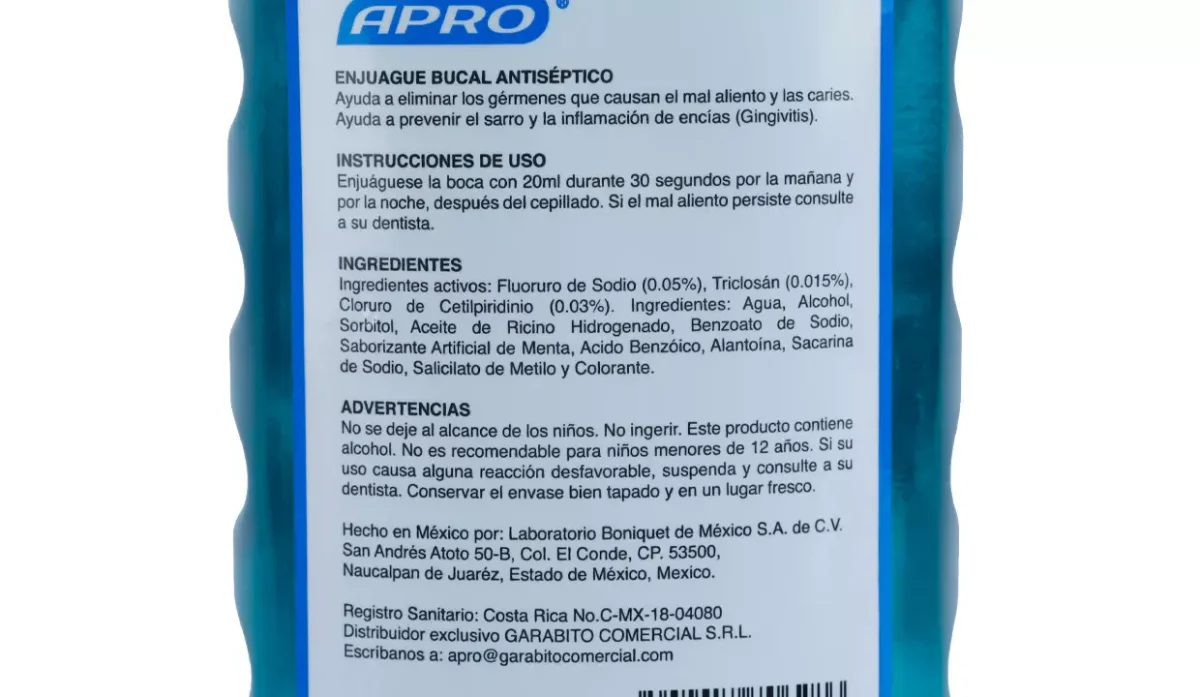 APRO®
ENJUAGUE BUCAL ANTISÉPTICO
Ayuda a eliminar los gérmenes que causan el mal aliento y las caries.
Ayuda a prevenir el sarro y la inflamación de encías (Gingivitis).
INSTRUCCIONES DE USO
Enjuáguese la boca con 20ml durante 30 segundos por la mañana y
por la noche, después del cepillado. Si el mal aliento persiste consulte
a su dentista.
INGREDIENTES
Ingredientes activos: Fluoruro de Sodio (0.05%), Triclosán (0.015%),
Cloruro de Cetilpiridinio (0.03%). Ingredientes: Agua, Alcohol,
Sorbitol, Aceite de Ricino Hidrogenado, Benzoato de Sodio,
Saborizante Artificial de Menta, Acido Benzóico, Alantoína, Sacarina
de Sodio, Salicilato de Metilo y Colorante.
ADVERTENCIAS
No se deje al alcance de los niños. No ingerir. Este producto contiene
alcohol. No es recomendable para niños menores de 12 años. Si su
uso causa alguna reacción desfavorable, suspenda y consulte a su
dentista. Conservar el envase bien tapado y en un lugar fresco.
Hecho en México por: Laboratorio Boniquet de México S.A. de C.V.
San Andrés Atoto 50-B, Col. El Conde, CP. 53500,
Naucalpan de Juaréz, Estado de México, Mexico.
Registro Sanitario: Costa Rica No.C-MX-18-04080
Distribuidor exclusivo GARABITO COMERCIAL S.R.L.
Escríbanos a: apro@garabitocomercial.com